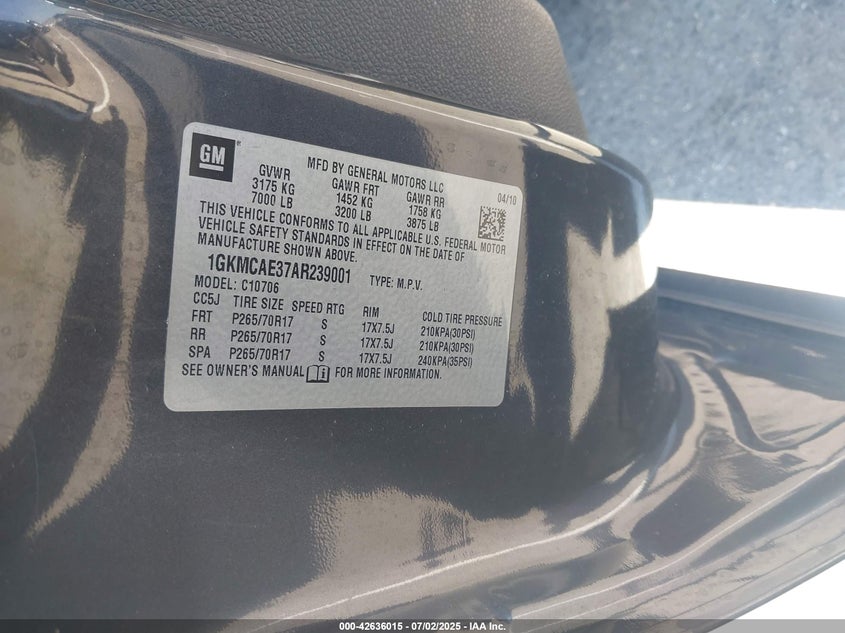 GM
MFD BY GENERAL MOTORS LLC
GVWR GAWR FRT GAWR RR 04/10
3175 KG 1452 KG 1758 KG
7000 LB 3200 LB 3875 LB
THIS VEHICLE CONFORMS TO ALL APPLICABLE U.S. FEDERAL MOTOR
VEHICLE SAFETY STANDARDS IN EFFECT ON THE DATE OF
MANUFACTURE SHOWN ABOVE.
1GKMCAE37AR239001 TYPE: M.P.V.
MODEL: C10706
CC5J TIRE SIZE SPEED RTG RIM COLD TIRE PRESSURE
FRT P265/70R17 S 17X7.5J 210KPA(30PSI)
RR P265/70R17 S 17X7.5J 210KPA(30PSI)
SPA P265/70R17 S 17X7.5J 240KPA(35PSI)
SEE OWNER'S MANUAL FOR MORE INFORMATION.
000-42636015 - 07/02/2025 - IAA Inc.